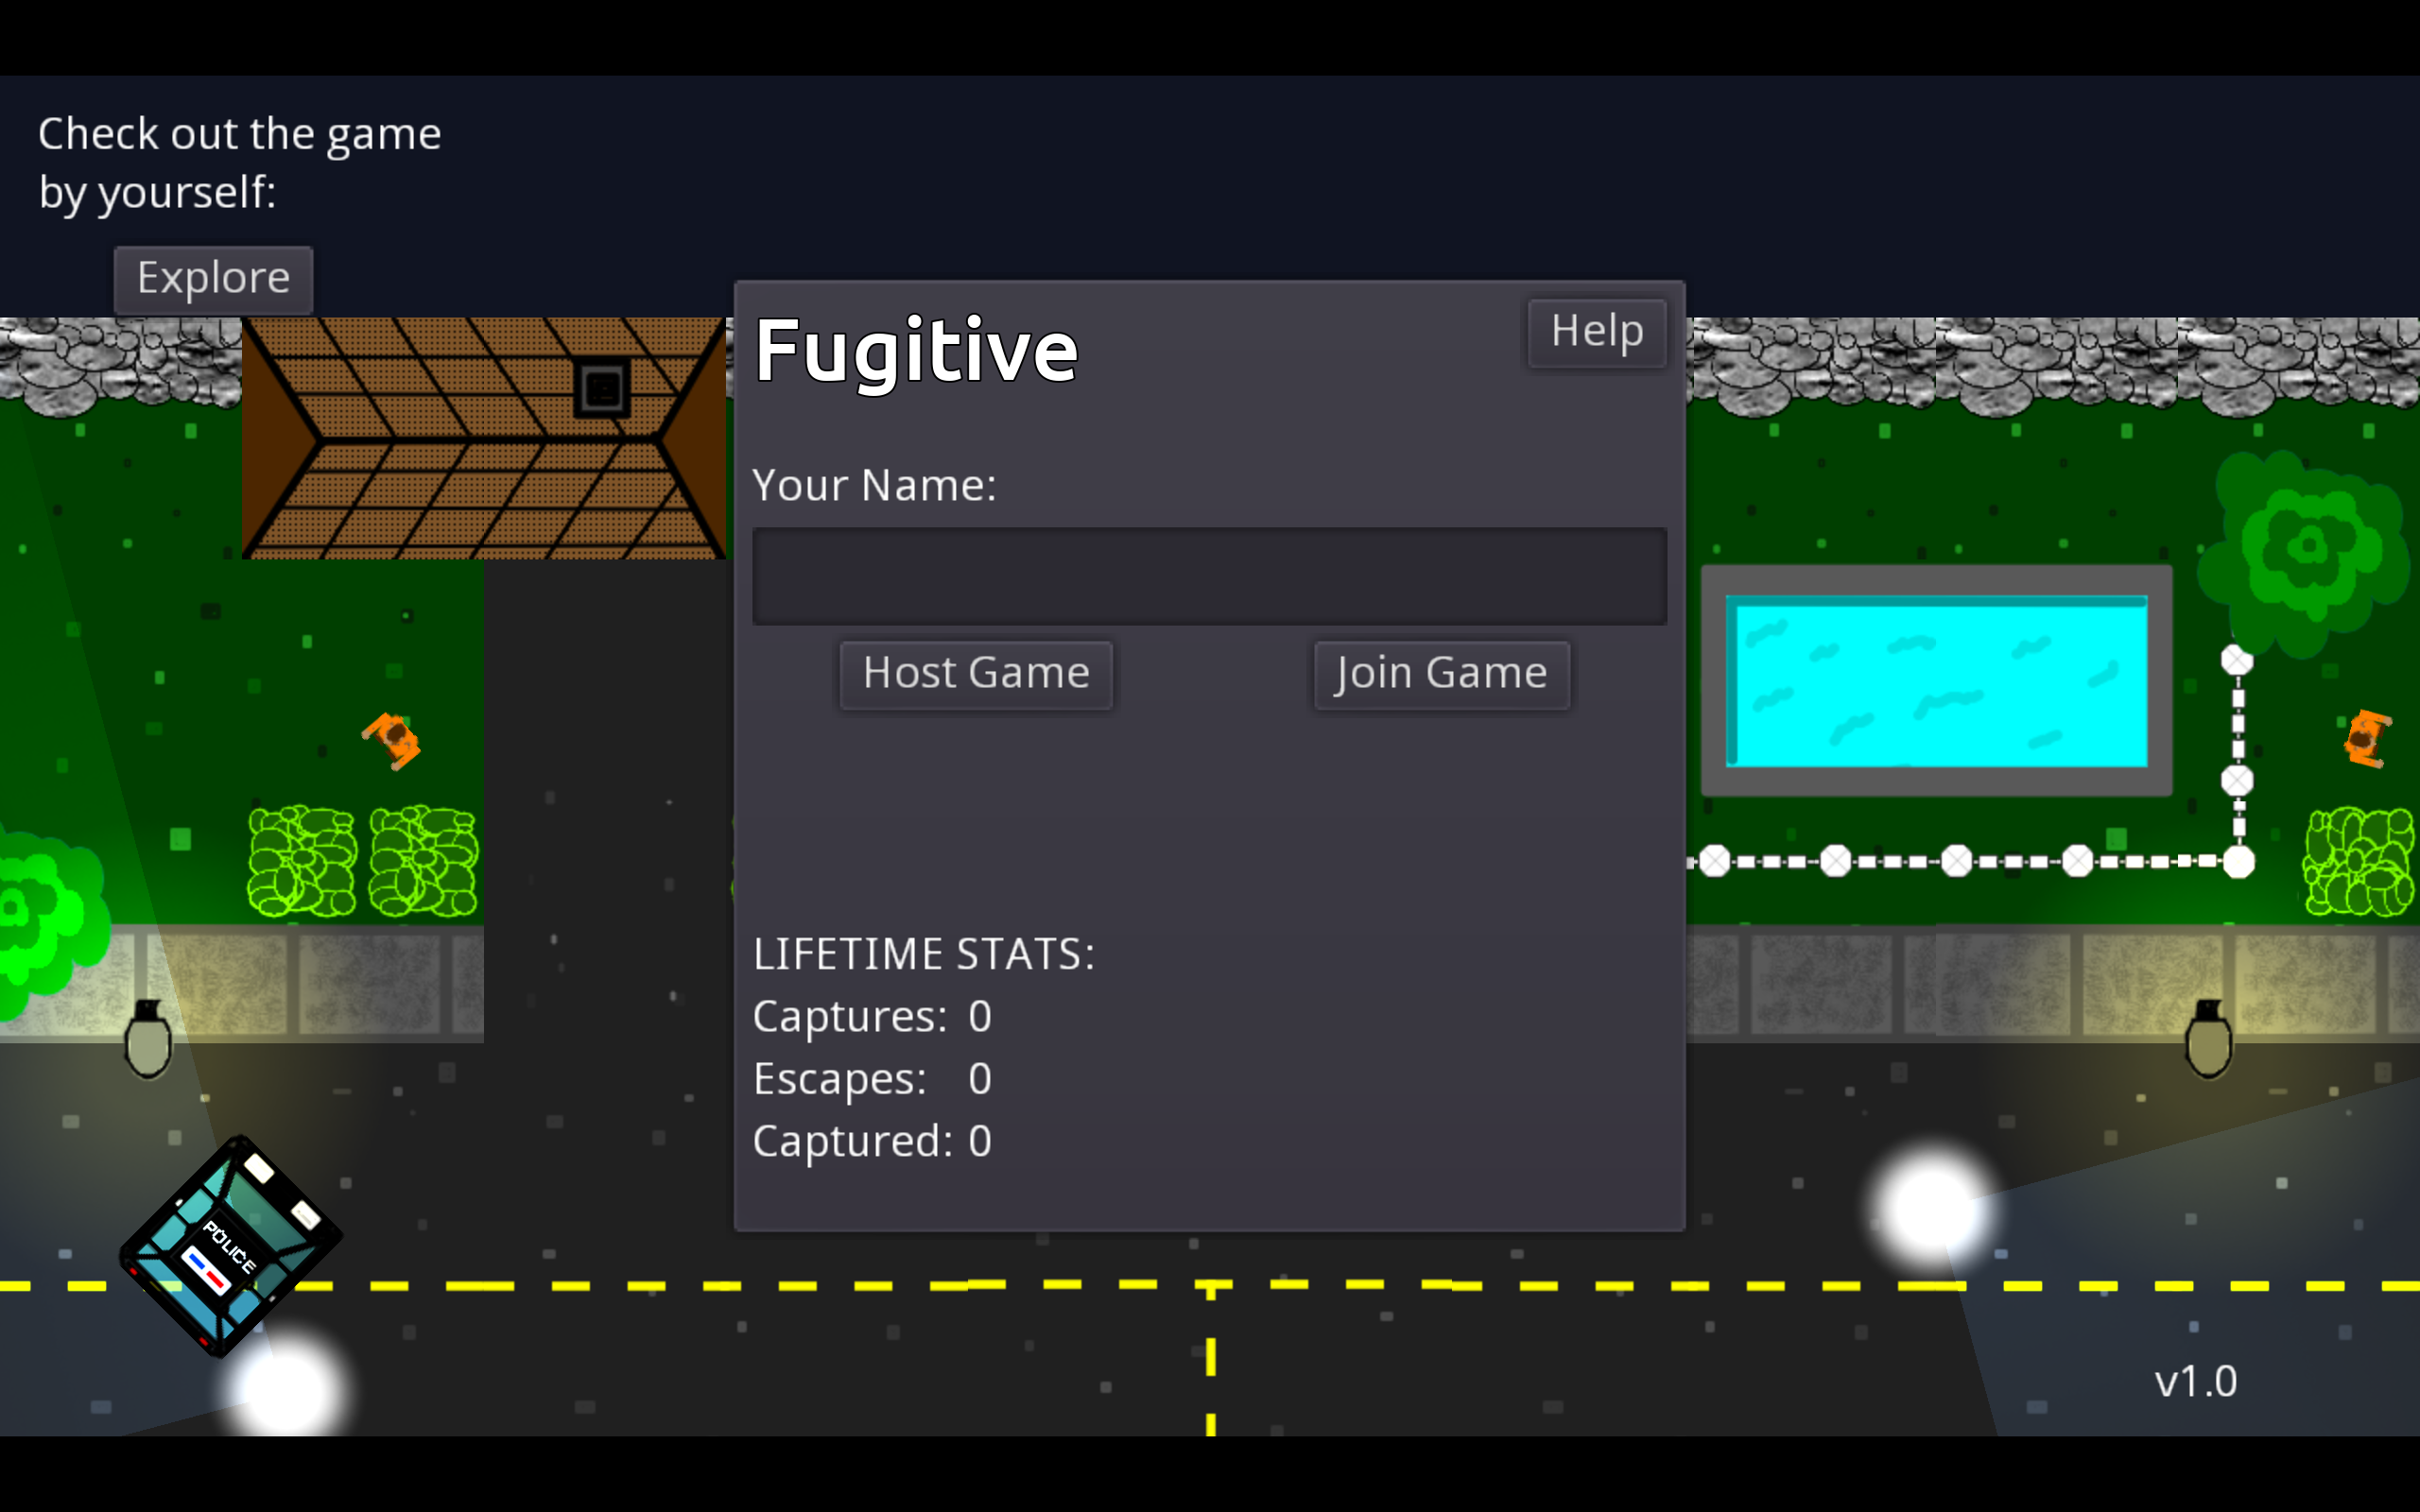 Check out the game
by yourself:
Explore
Fugitive
Help
Your Name:
Host Game
Join Game
LIFETIME STATS:
Captures: 0
Escapes: 0
Captured: 0
POLICE
v1.0